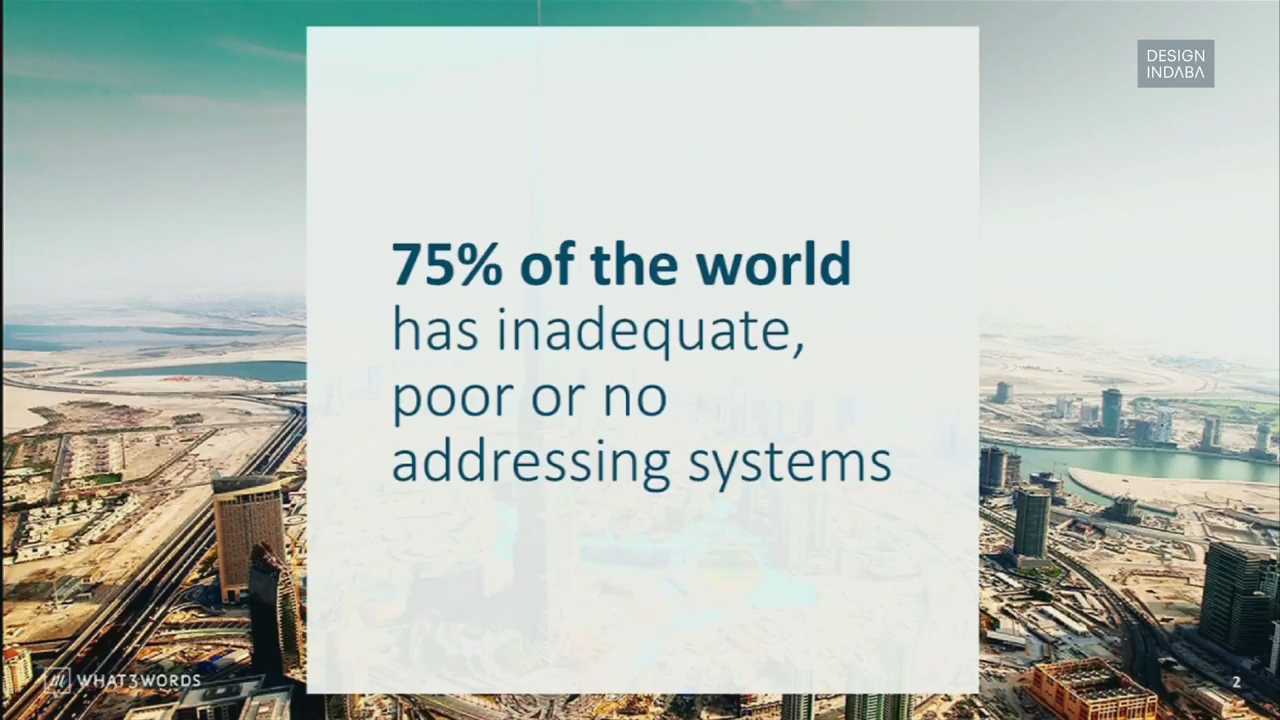 DESIGN
INDABA
75% of the world
has inadequate,
poor or no
addressing systems
WHAT3WORDS
2